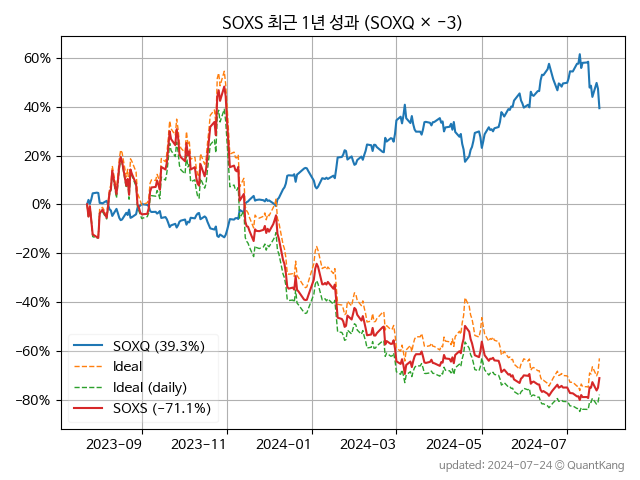 SOXS 최근 1년 성과 (SOXQ × −3)
60%
40%
20%
0%
−20%
−40%
−60%
−80%
SOXQ (39.3%)
Ideal
Ideal (daily)
SOXS (−71.1%)
2023-09
2023-11
2024-01
2024-03
2024-05
2024-07
updated: 2024-07-24 © QuantKang